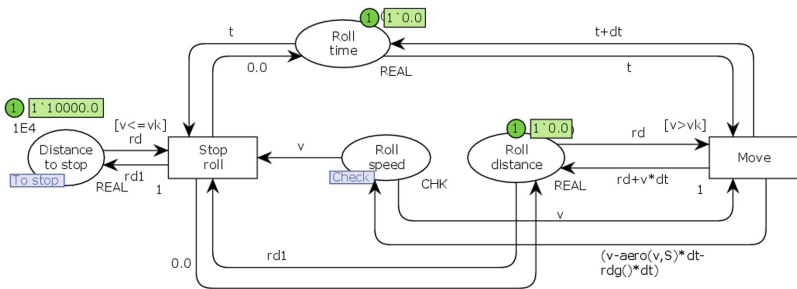 1
1`0.0
Roll
time
REAL
t
0.0
t+dt
t
1
1`10000.0
1E4
Distance
to stop
To stop
REAL
[v<=vk]
rd
rd1
Stop
roll
1
v
Roll
speed
Check
CHK
1
1`0.0
Roll
distance
REAL
rd
[v>vk]
rd+v*dt
Move
1
v
rd1
0.0
(v-aero(v,S)*dt-
rdg()*dt)